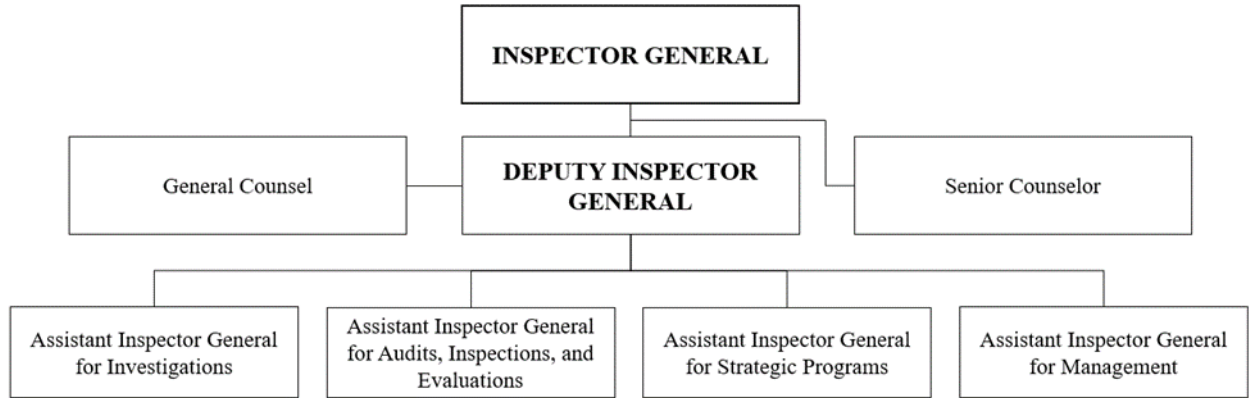 INSPECTOR GENERAL
General Counsel
DEPUTY INSPECTOR
GENERAL
Senior Counselor
Assistant Inspector General
for Investigations
Assistant Inspector General
for Audits, Inspections, and
Evaluations
Assistant Inspector General
for Strategic Programs
Assistant Inspector General
for Management